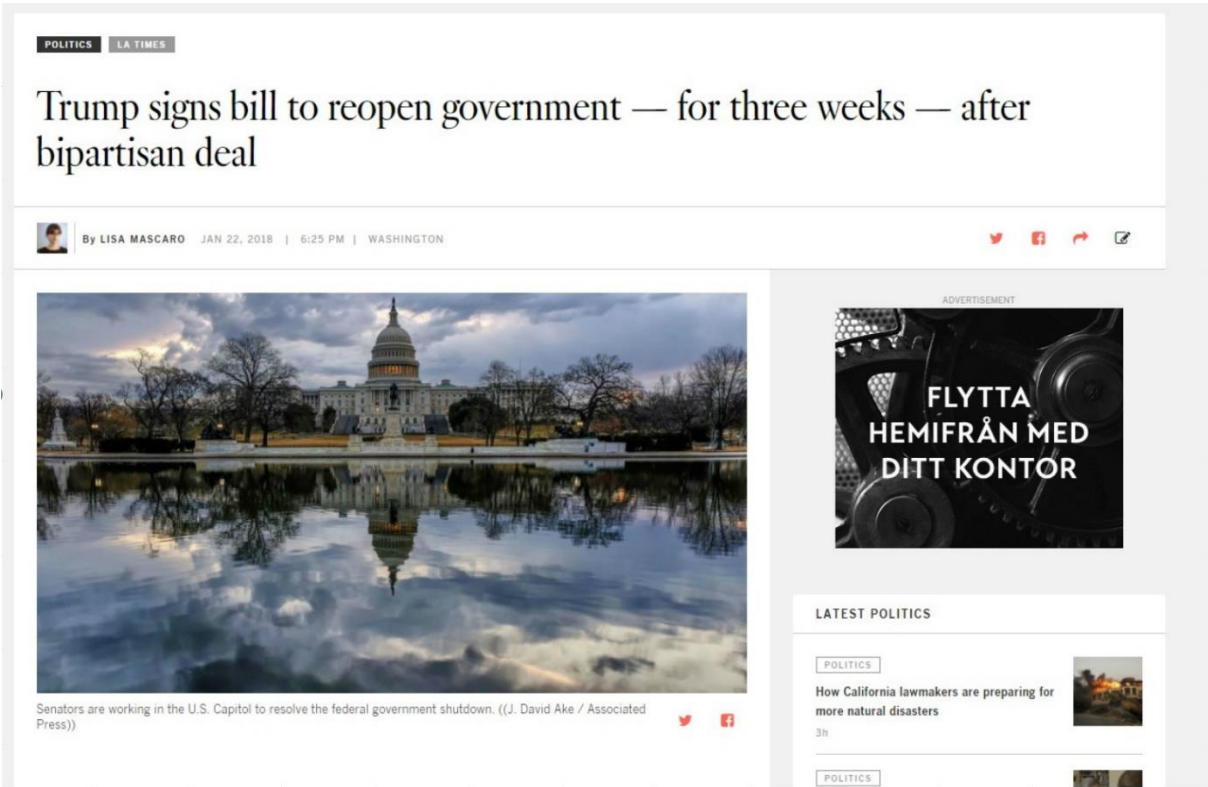 POLITICS LA TIMES
Trump signs bill to reopen government — for three weeks — after
bipartisan deal
By LISA MASCARO JAN 22, 2018 | 6:25 PM | WASHINGTON
Senators are working in the U.S. Capitol to resolve the federal government shutdown. ((J. David Ake / Associated
Press))
ADVERTISEMENT
FLYTTA
HEMIFRÅN MED
DITT KONTOR
LATEST POLITICS
POLITICS
How California lawmakers are preparing for
more natural disasters
3h
POLITICS